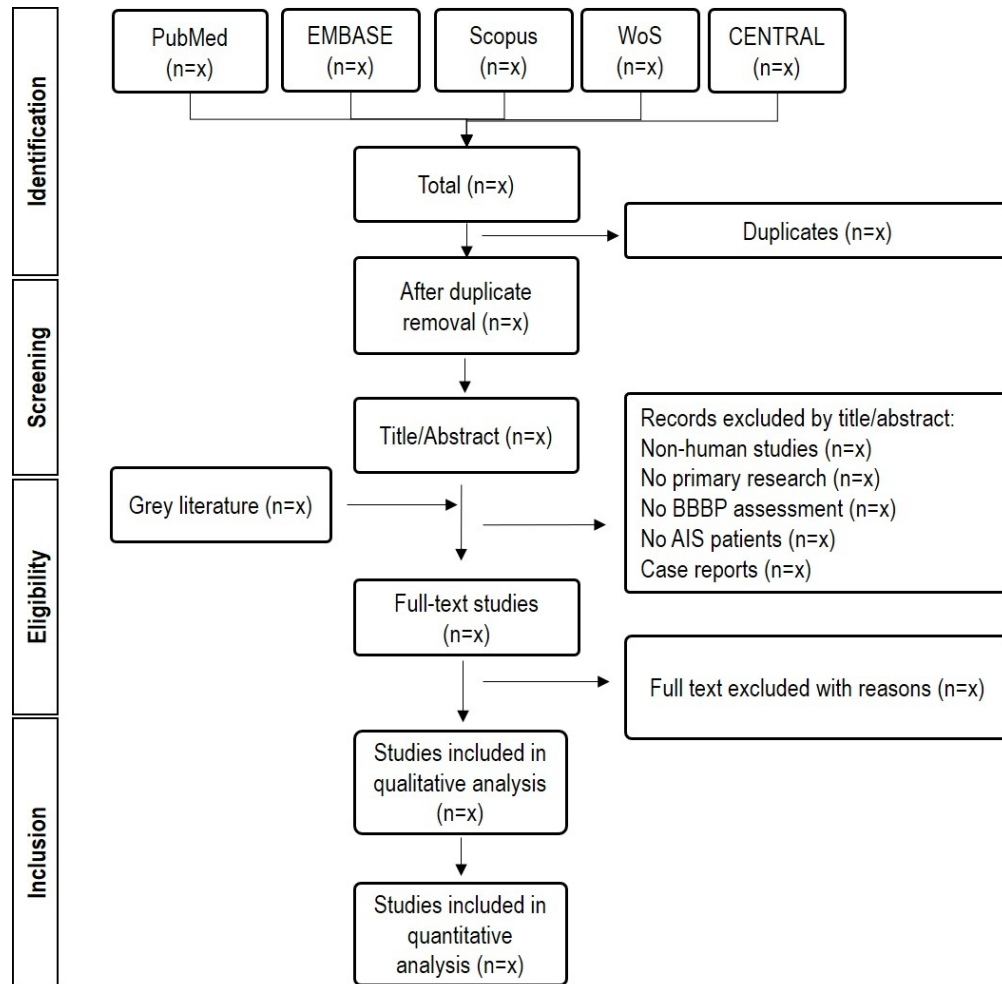 PubMed
(n=x)
EMBASE
(n=x)
Scopus
(n=x)
WoS
(n=x)
CENTRAL
(n=x)
Identification
Total (n=x)
Duplicates (n=x)
After duplicate
removal (n=x)
Screening
Title/Abstract (n=x)
Records excluded by title/abstract:
Non-human studies (n=x)
No primary research (n=x)
No BBBP assessment (n=x)
No AIS patients (n=x)
Case reports (n=x)
Grey literature (n=x)
Eligibility
Full-text studies
(n=x)
Full text excluded with reasons (n=x)
Inclusion
Studies included in
qualitative analysis
(n=x)
Studies included in
quantitative
analysis (n=x)